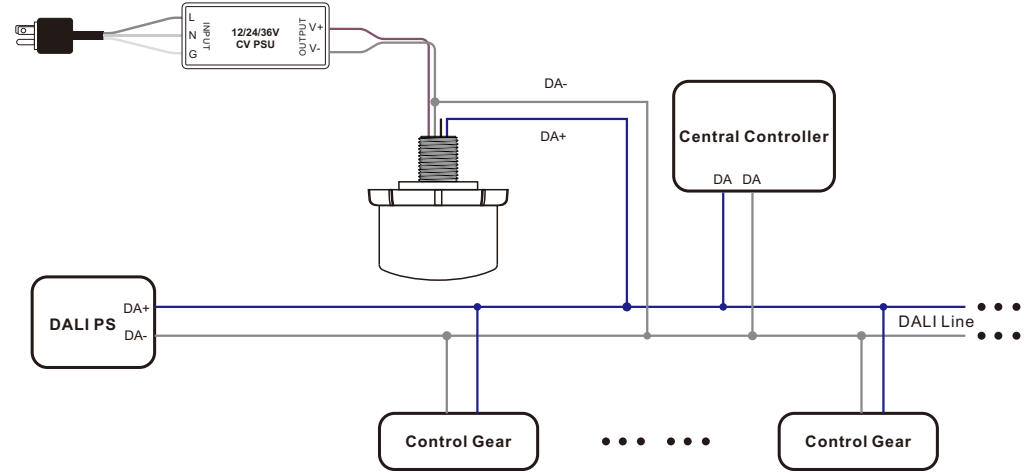 L
N
G
INPUT
12/24/36V
CV PSU
OUTPUT
V+
V-
DA-
DA+
Central Controller
DA DA
DALI PS
DA+
DA-
DALI Line
Control Gear
Control Gear